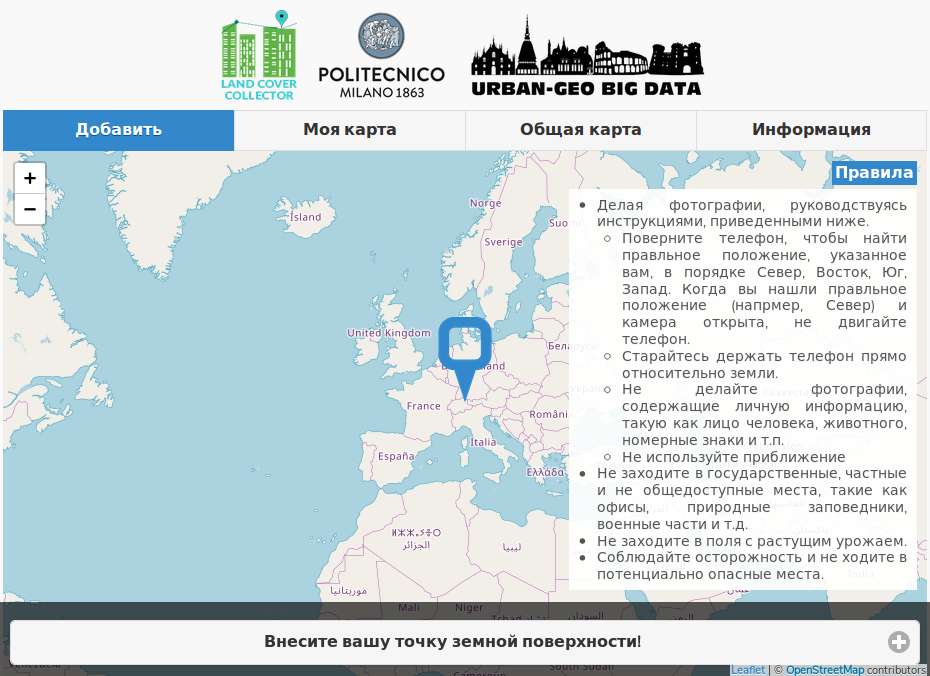 LAND COVER
COLLECTOR
POLITECNICO
MILANO 1863
URBAN-GEO BIG DATA
Добавить
Моя карта
Общая карта
Информация
+
−
Правила
Делая фотографии, руководствуясь
инструкциями, приведенными ниже.
Поверните телефон, чтобы найти
правльное положение, указанное
вам, в порядке Север, Восток, Юг,
Запад. Когда вы нашли правльное
положение (напрмер, Север) и
камера открыта, не двигайте
телефон.
Старайтесь держать телефон прямо
относительно земли.
Не делайте фотографии,
содержащие личную информацию,
такую как лицо человека, животного,
номерные знаки и т.п.
Не используйте приближение
Не заходите в государственные, частные
и не общедоступные места, такие как
офисы, природные заповедники,
военные части и т.д.
Не заходите в поля с растущим урожаем.
Соблюдайте осторожность и не ходите в
потенциально опасные места.
Ísland
Norge
Sverige
Suo
United Kingdom
Беларусь
France
Români
Italia
España
Ελλάδα
ⵍⵣⵣⴰⵢⴻⵔ
الجزائر
ليبيا
موريتانيا
Mali
Niger
السودان
اليمن
South Sudan
Внесите вашу точку земной поверхности!
Leaflet | © OpenStreetMap contributors